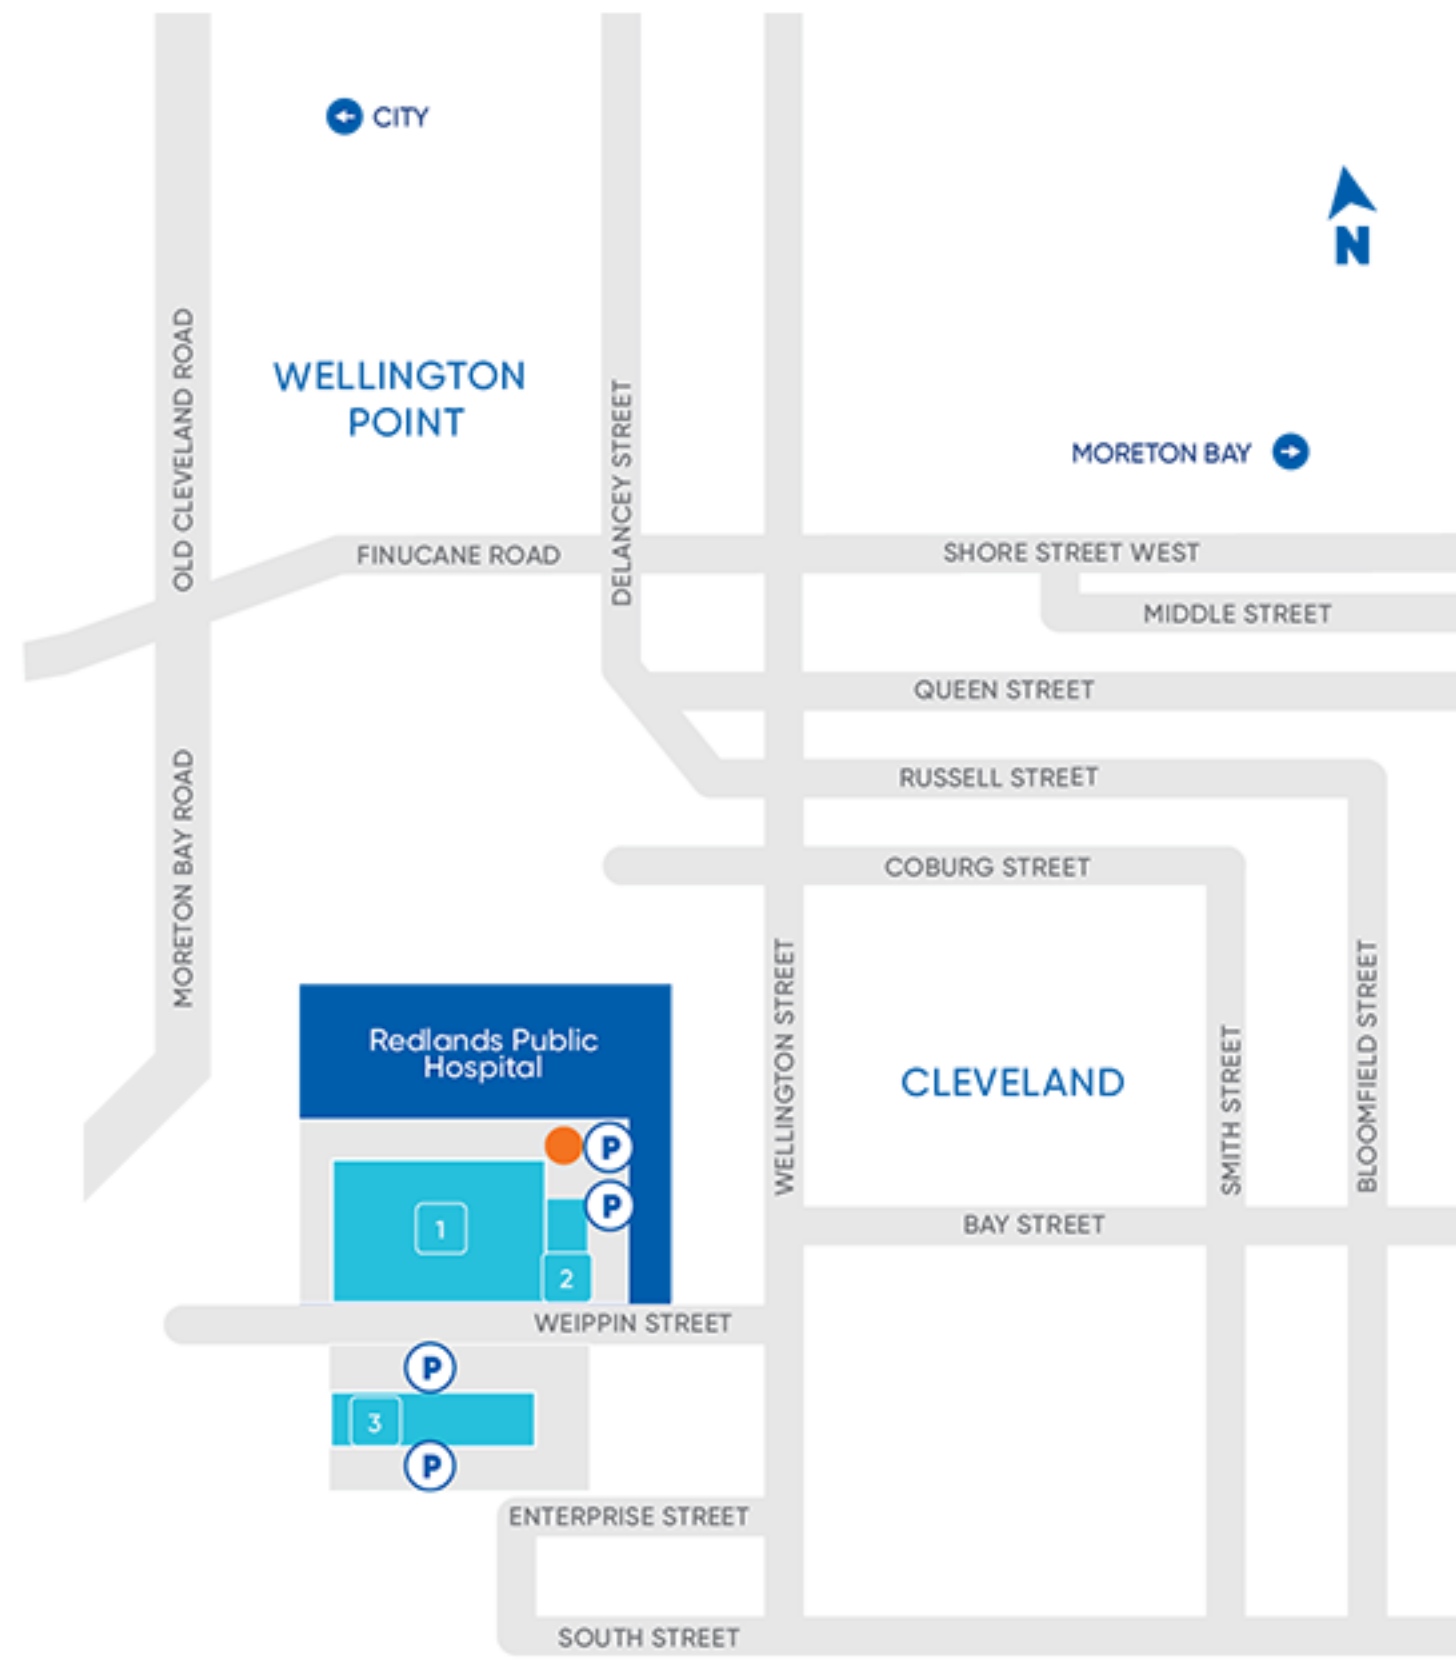 CITY
N
OLD CLEVELAND ROAD
WELLINGTON
POINT
DELANCEY STREET
MORETON BAY
FINUCANE ROAD
SHORE STREET WEST
MIDDLE STREET
QUEEN STREET
RUSSELL STREET
MORETON BAY ROAD
COBURG STREET
WELLINGTON STREET
BLOOMFIELD STREET
SMITH STREET
Redlands Public
Hospital
CLEVELAND
P
P
1
BAY STREET
2
WEIPPIN STREET
P
3
P
ENTERPRISE STREET
SOUTH STREET